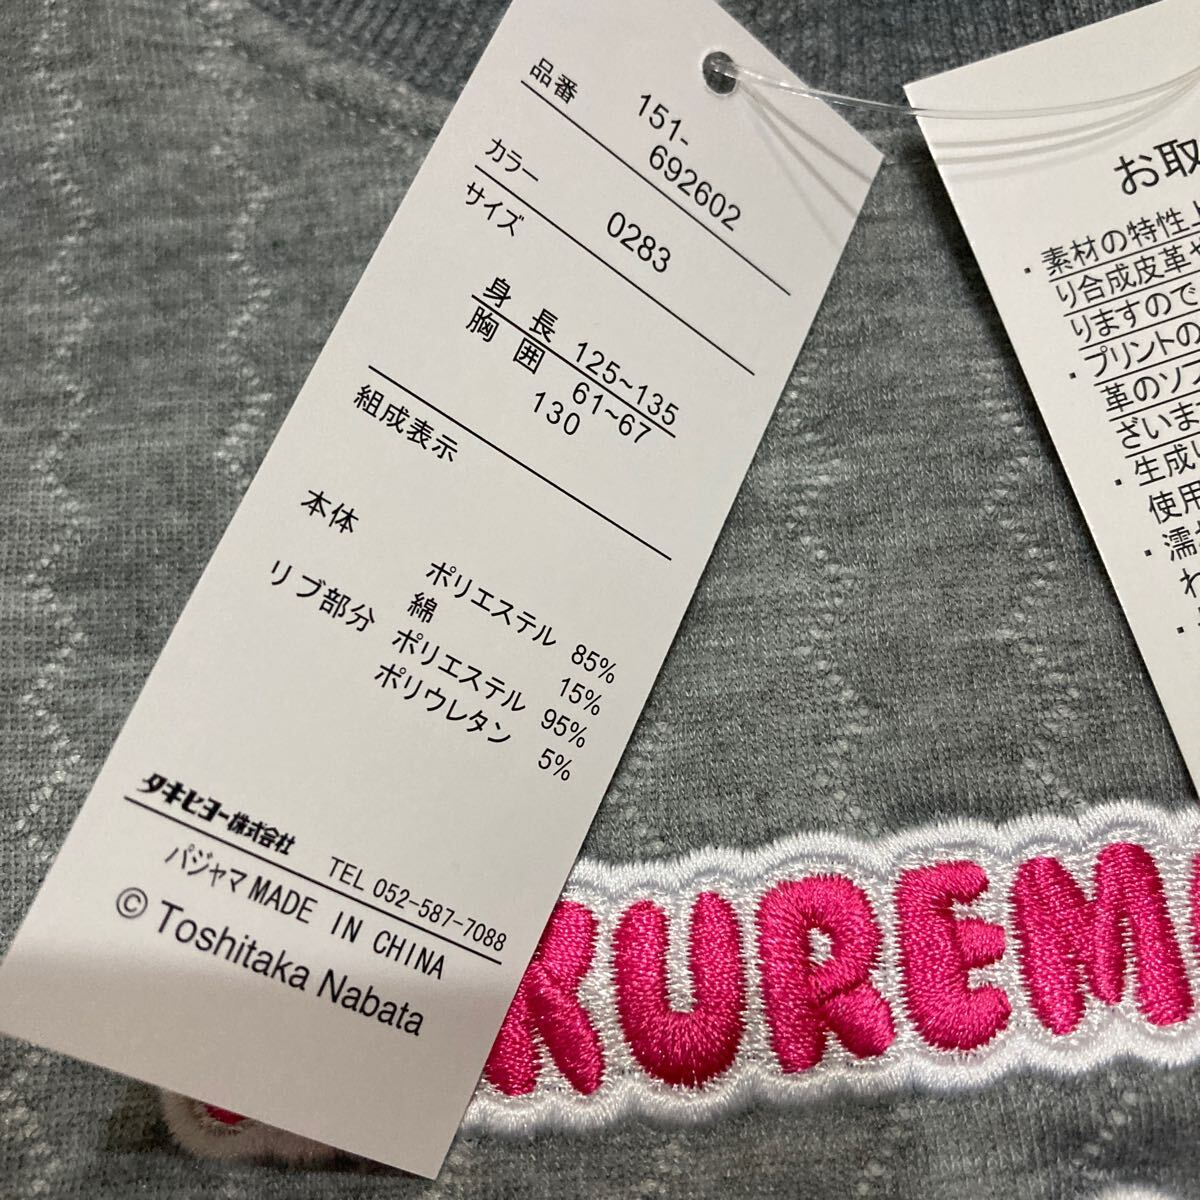 品番
151-
692602
カラー 0283
サイズ
身長 125~135
胸囲 61~67
130
組成表示
本体
ポリエステル 85%
綿 15%
リブ部分 ポリエステル 95%
ポリウレタン 5%
タキヒヨー株式会社
TEL 052-587-7088
パジャマ MADE IN CHINA
© Toshitaka Nabata
お取
・素材の特性上
り合成皮革や
りますので
・プリントの
革のソフ
ざいます
・生成
使用
・濡
わ
KUREM